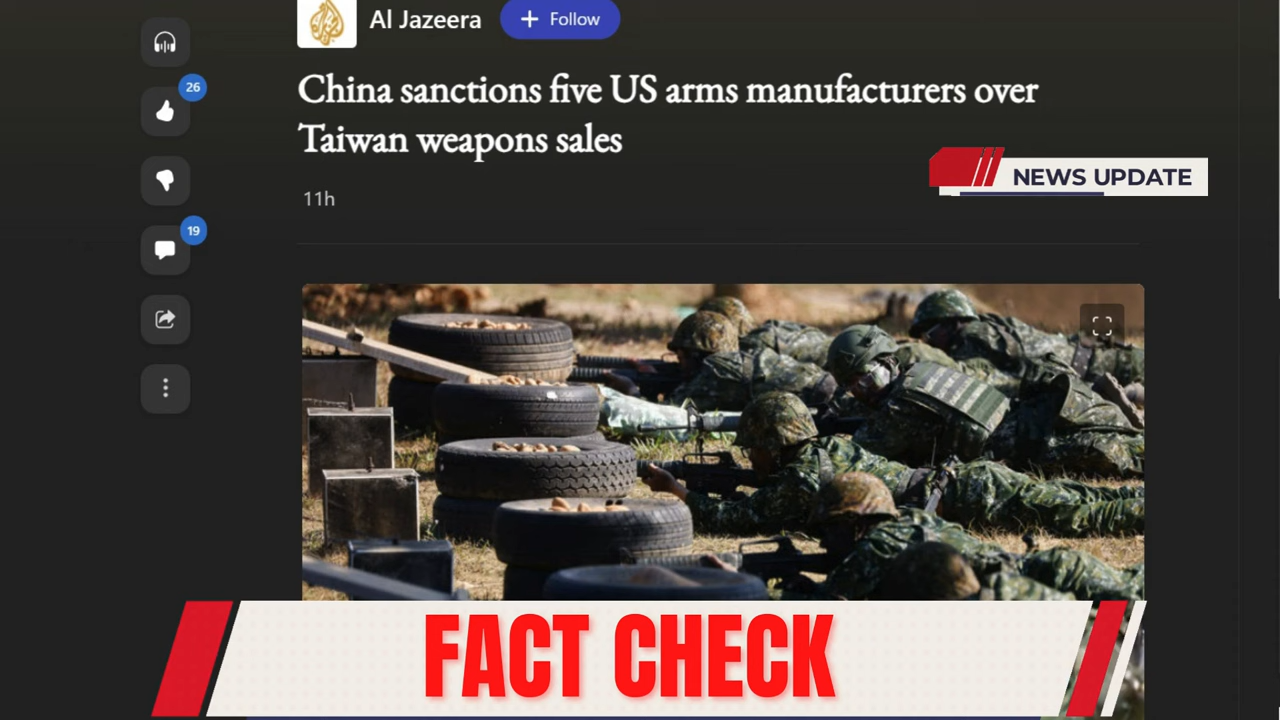 Al Jazeera
+ Follow
26
China sanctions five US arms manufacturers over
Taiwan weapons sales
NEWS UPDATE
11h
19
FACT CHECK